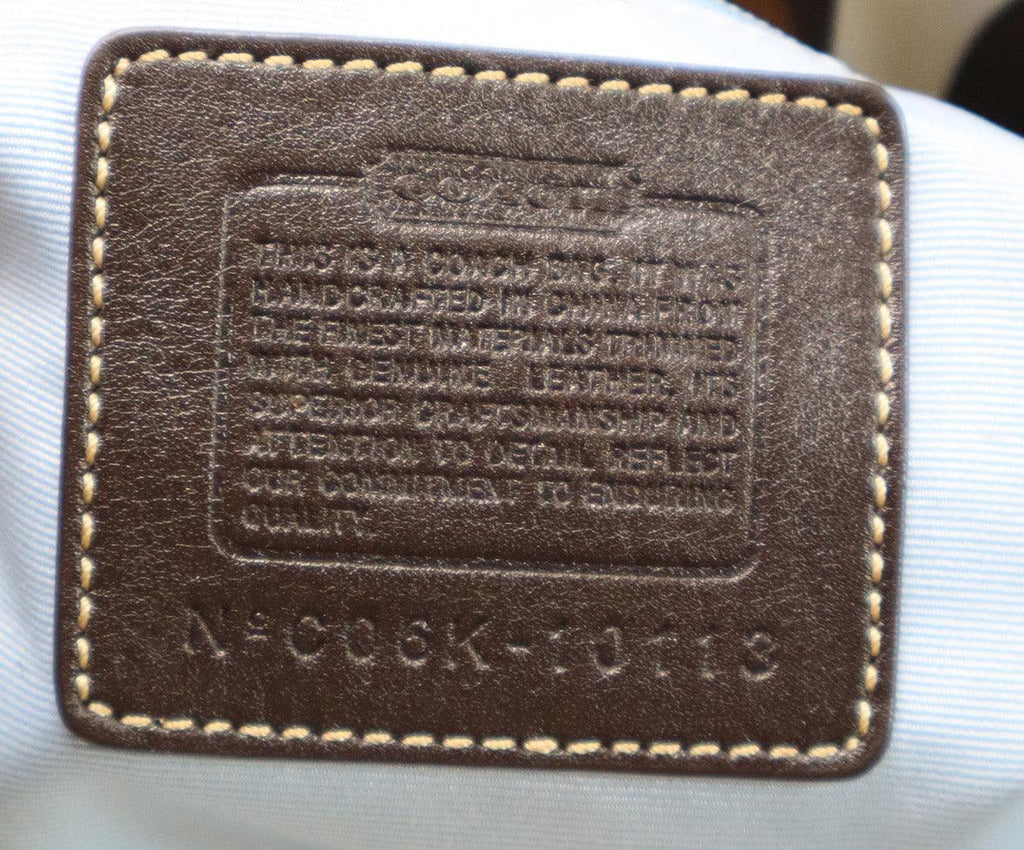 COACH
THIS IS A COACH BAG. IT WAS
HANDCRAFTED IN CHINA FROM
THE FINEST MATERIALS TRIMMED
WITH GENUINE LEATHER. ITS
SUPERIOR CRAFTSMANSHIP AND
ATTENTION TO DETAIL REFLECT
OUR COMMITMENT TO ENDURING
QUALITY.
Nº C06K-10113